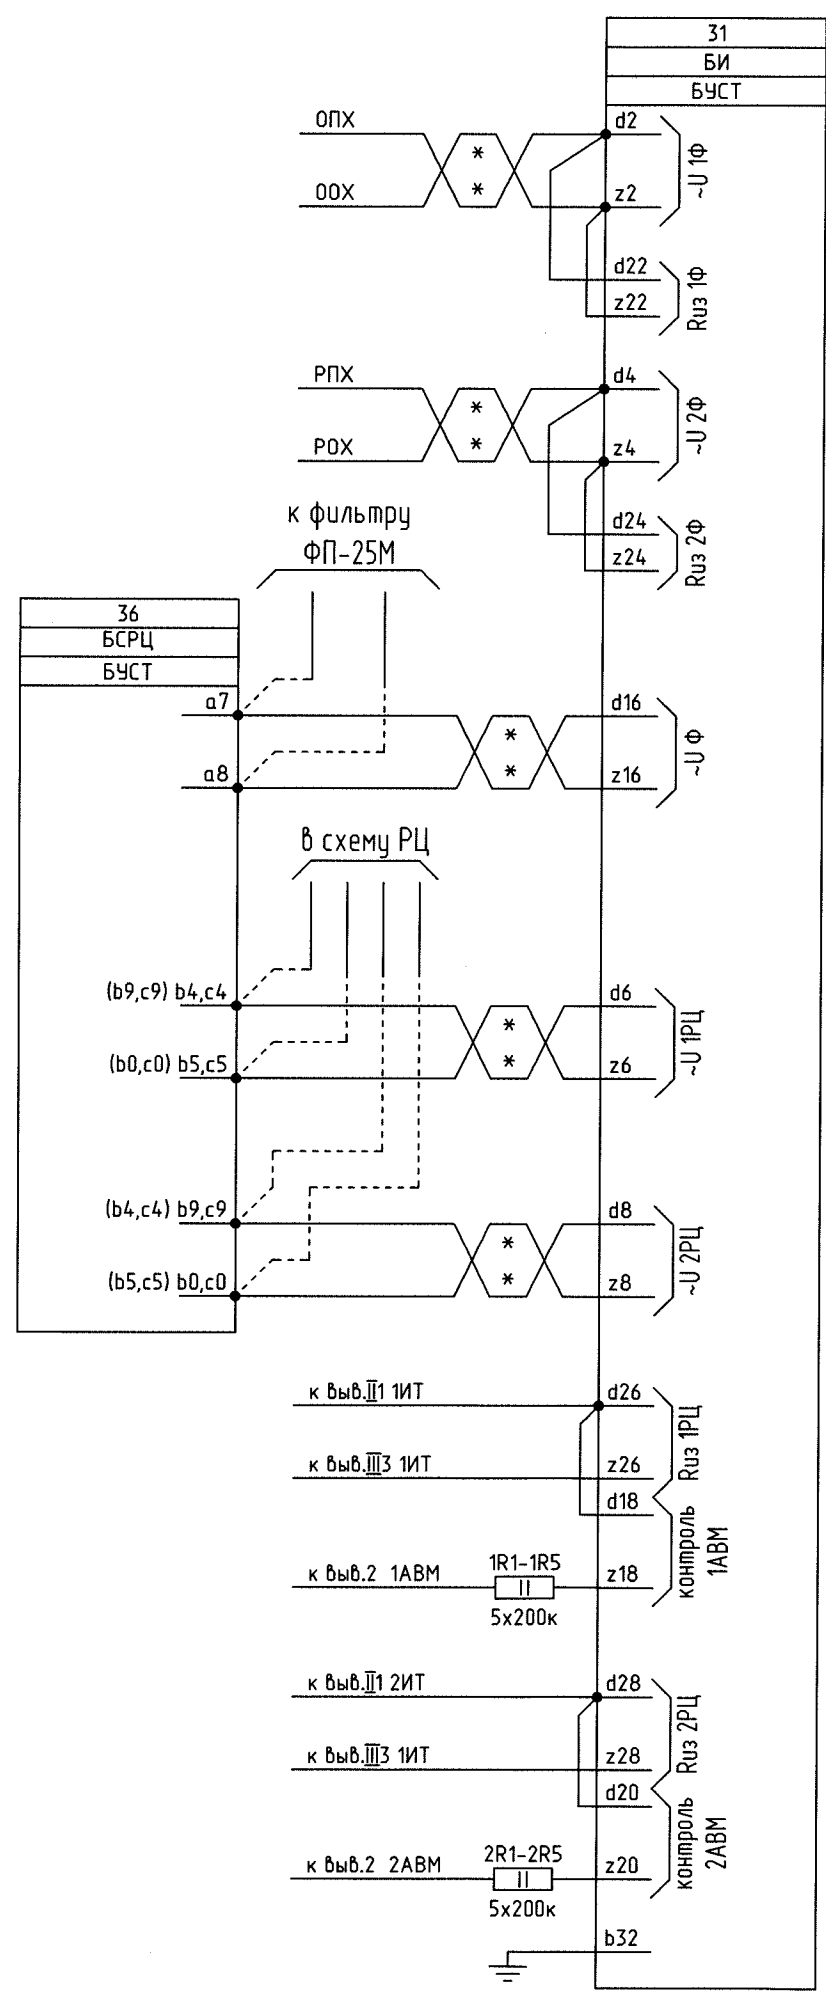 31
БИ
БУСТ
ОПХ
d2
*
*
ООХ
z2
~U 1Ф
d22
z22
Rиз 1Ф
РПХ
d4
*
*
РОХ
z4
~U 2Ф
d24
z24
Rиз 2Ф
к фильтру
ФП-25М
36
БСРЦ
БУСТ
a7
d16
*
*
a8
z16
~U Ф
в схему РЦ
(b9,c9) b4,c4
d6
*
*
(b0,c0) b5,c5
z6
~U 1РЦ
(b4,c4) b9,c9
d8
*
*
(b5,c5) b0,c0
z8
~U 2РЦ
к выв.II1 1ИТ
d26
к выв.III3 1ИТ
z26
Rиз 1РЦ
d18
к выв.2 1АВМ
1R1-1R5
5x200к
z18
контроль
1АВМ
к выв.II1 2ИТ
d28
к выв.III3 1ИТ
z28
Rиз 2РЦ
d20
к выв.2 2АВМ
2R1-2R5
5x200к
z20
контроль
2АВМ
b32